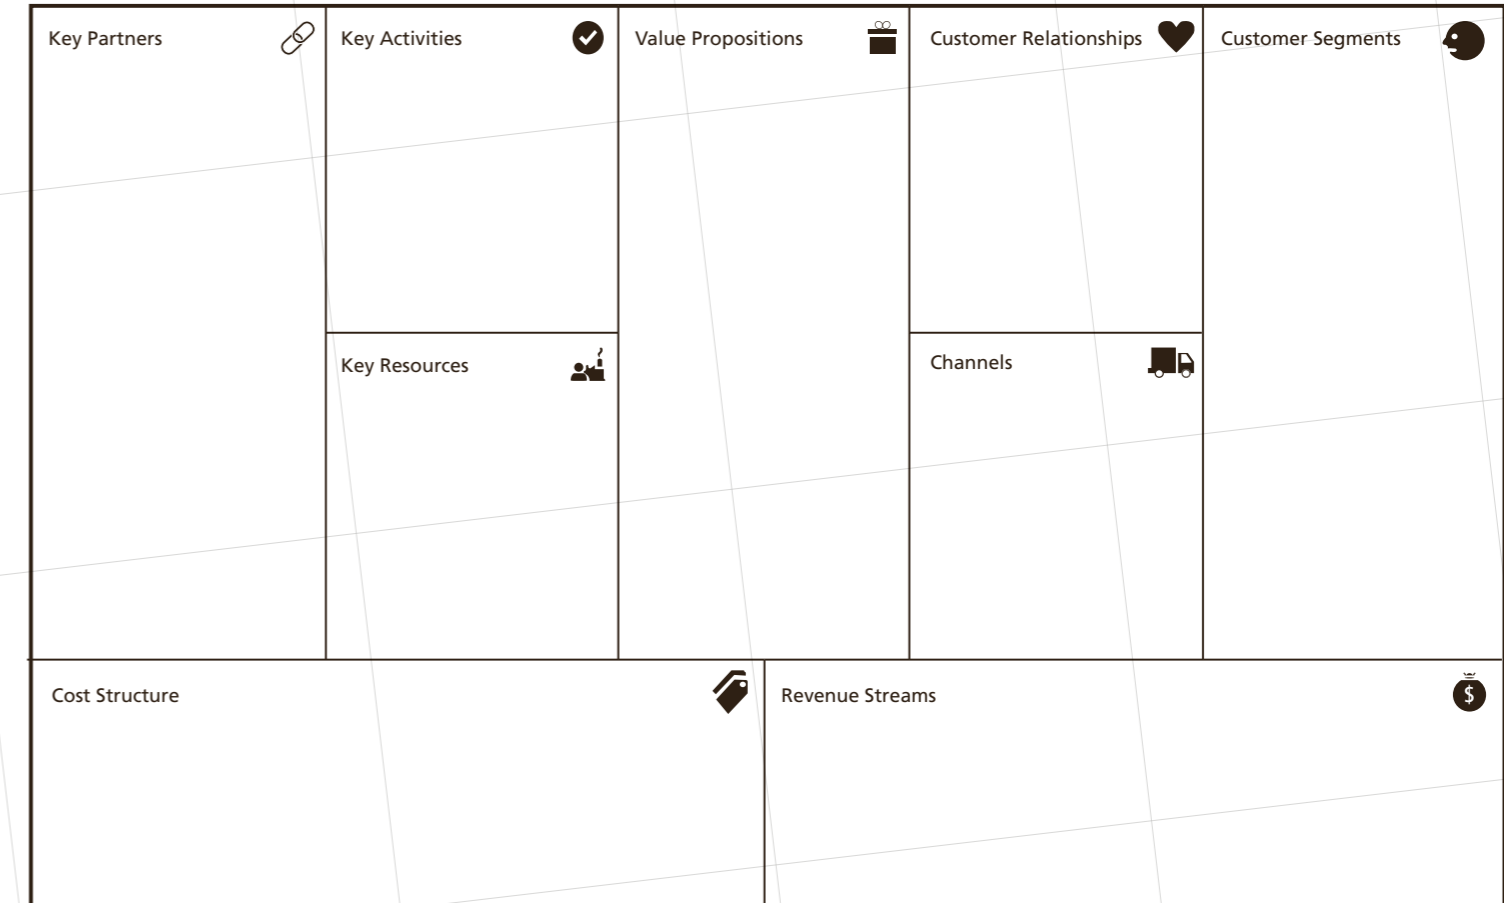 Key Partners
Key Activities
Value Propositions
Customer Relationships
Customer Segments
Key Resources
Channels
Cost Structure
Revenue Streams
$